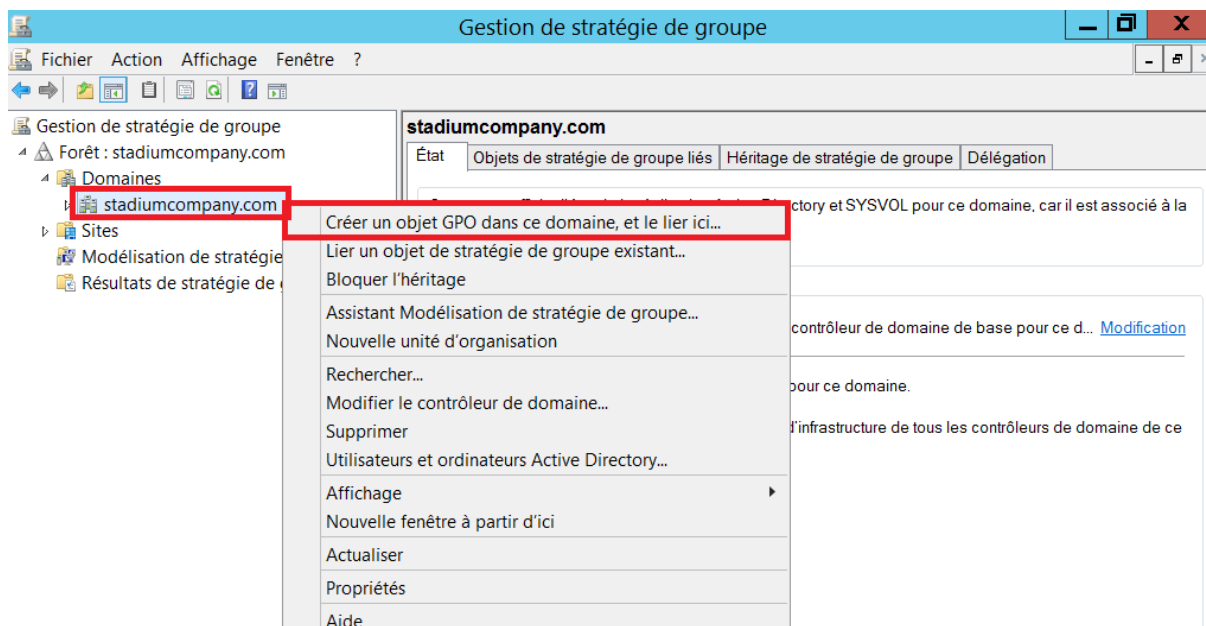 Gestion de stratégie de groupe
Fichier Action Affichage Fenêtre ?
Gestion de stratégie de groupe
Forêt : stadiumcompany.com
Domaines
stadiumcompany.com
Sites
Modélisation de stratégie
Résultats de stratégie de
stadiumcompany.com
État Objets de stratégie de groupe liés Héritage de stratégie de groupe Délégation
ctory et SYSVOL pour ce domaine, car il est associé à la
contrôleur de domaine de base pour ce d... Modification
pour ce domaine.
d'infrastructure de tous les contrôleurs de domaine de ce
Créer un objet GPO dans ce domaine, et le lier ici...
Lier un objet de stratégie de groupe existant...
Bloquer l'héritage
Assistant Modélisation de stratégie de groupe...
Nouvelle unité d'organisation
Rechercher...
Modifier le contrôleur de domaine...
Supprimer
Utilisateurs et ordinateurs Active Directory...
Affichage
Nouvelle fenêtre à partir d'ici
Actualiser
Propriétés
Aide